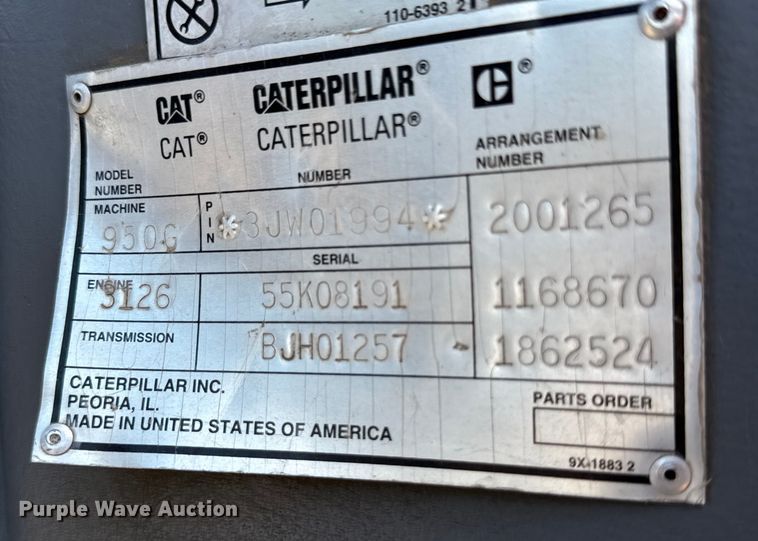 110-6393 2
CAT® CATERPILLAR® C®
CAT® CATERPILLAR®
MODEL NUMBER
NUMBER
ARRANGEMENT NUMBER
MACHINE
950G
PIN
*3JW01994*
2001265
SERIAL
ENGINE
3126
55K08191
1168670
TRANSMISSION
BJH01257
1862524
CATERPILLAR INC.
PEORIA, IL.
MADE IN UNITED STATES OF AMERICA
PARTS ORDER
9X-1883 2
Purple Wave Auction